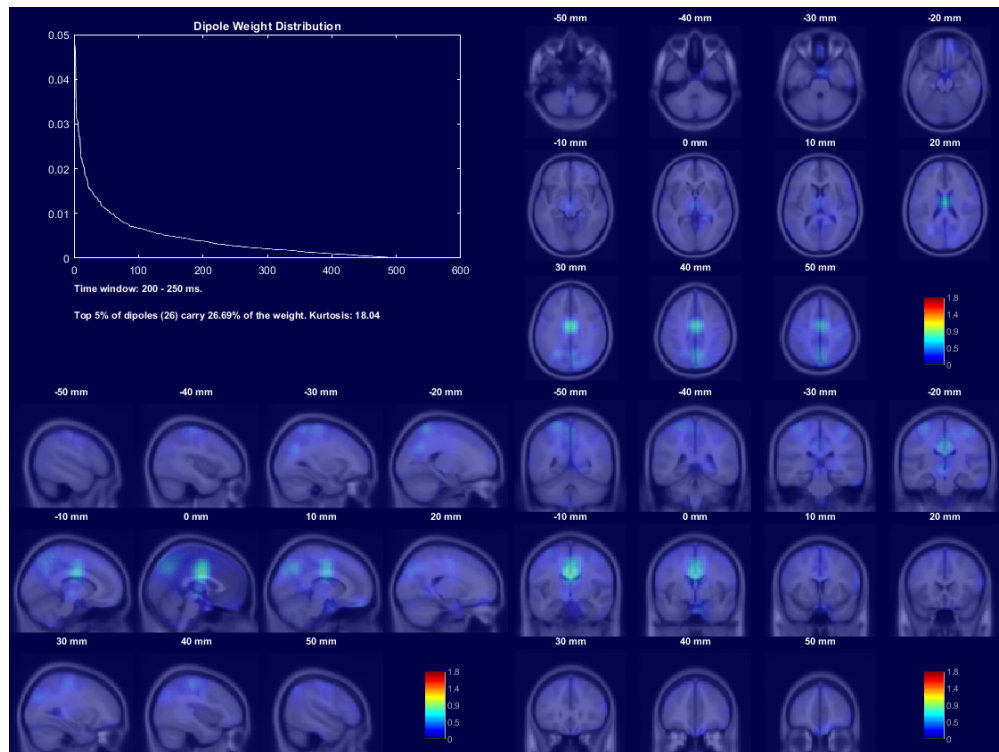 Dipole Weight Distribution
0.05
0.04
0.03
0.02
0.01
0
0 100 200 300 400 500 600
Time window: 200 - 250 ms.
Top 5% of dipoles (26) carry 26.69% of the weight. Kurtosis: 18.04
-50 mm -40 mm -30 mm -20 mm
-10 mm 0 mm 10 mm 20 mm
30 mm 40 mm 50 mm
1.8
1.4
0.9
0.5
0
-50 mm -40 mm -30 mm -20 mm
-10 mm 0 mm 10 mm 20 mm
30 mm 40 mm 50 mm
1.8
1.4
0.9
0.5
0
-50 mm -40 mm -30 mm -20 mm
-10 mm 0 mm 10 mm 20 mm
30 mm 40 mm 50 mm
1.8
1.4
0.9
0.5
0